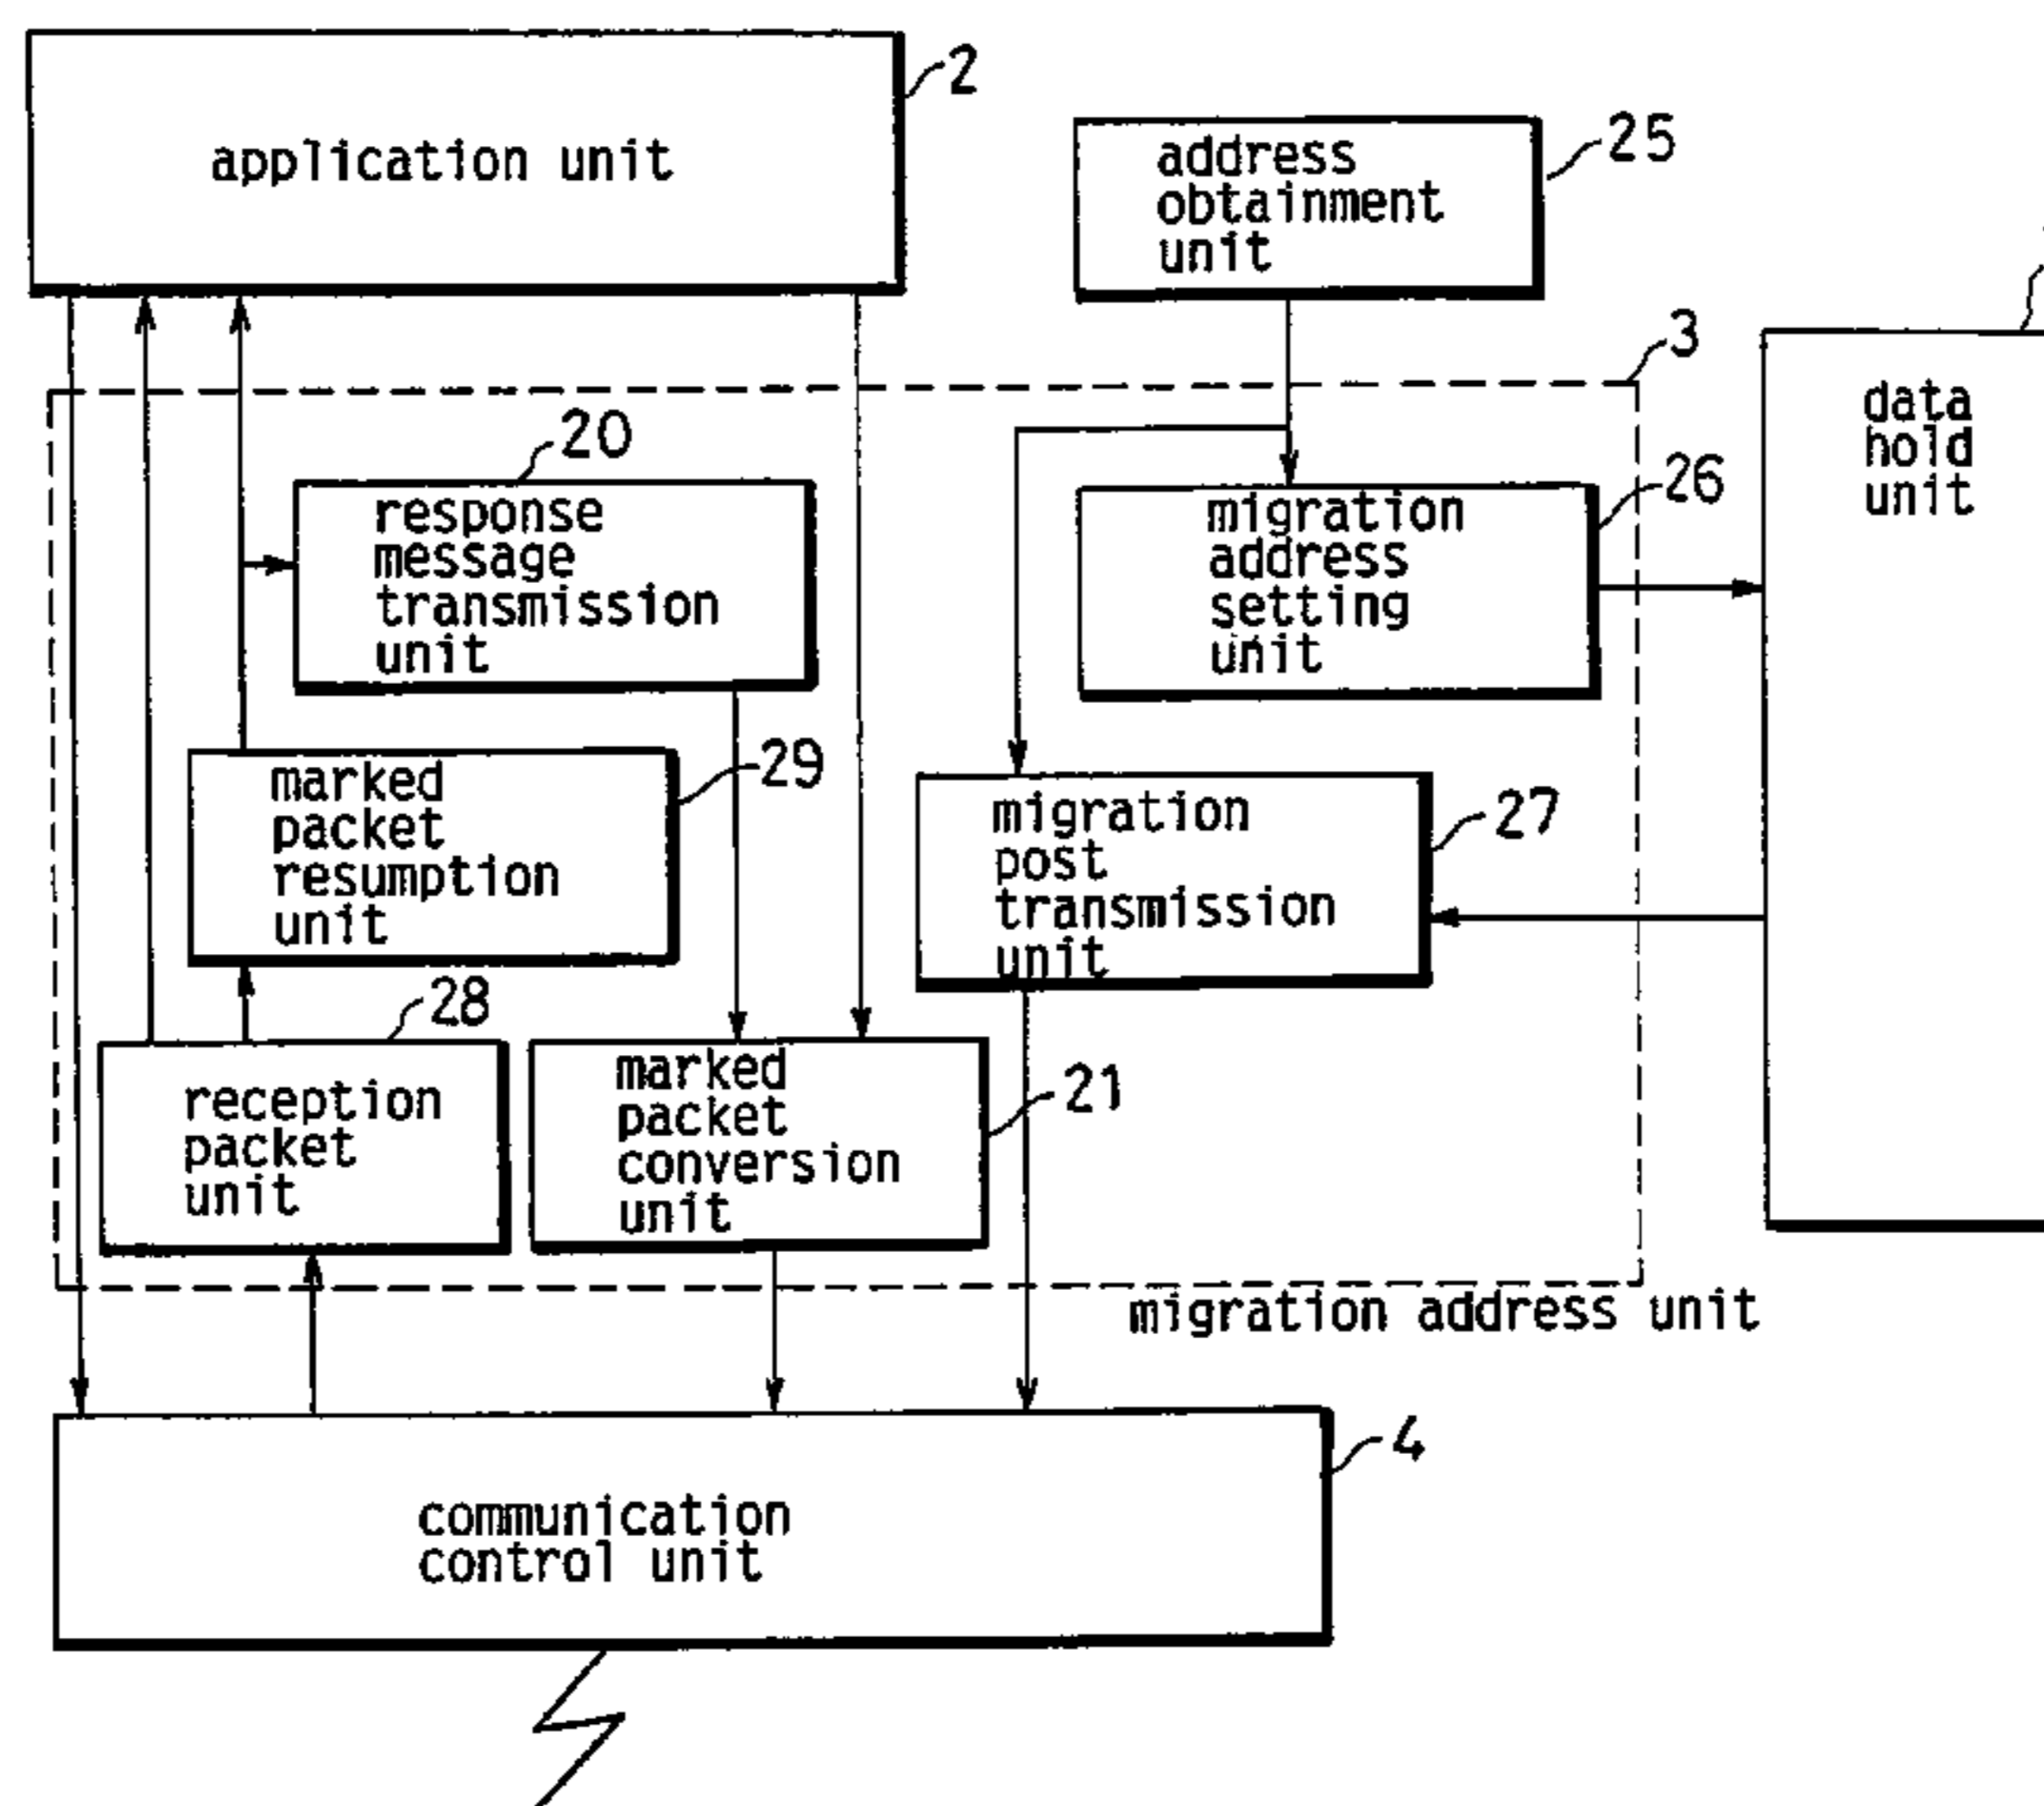 2
application unit
25
address
obtainment
unit
3
data
hold
unit
20
response
message
transmission
unit
26
migration
address
setting
unit
29
marked
packet
resumption
unit
27
migration
post
transmission
unit
28
reception
packet
unit
21
marked
packet
conversion
unit
migration address unit
4
communication
control unit